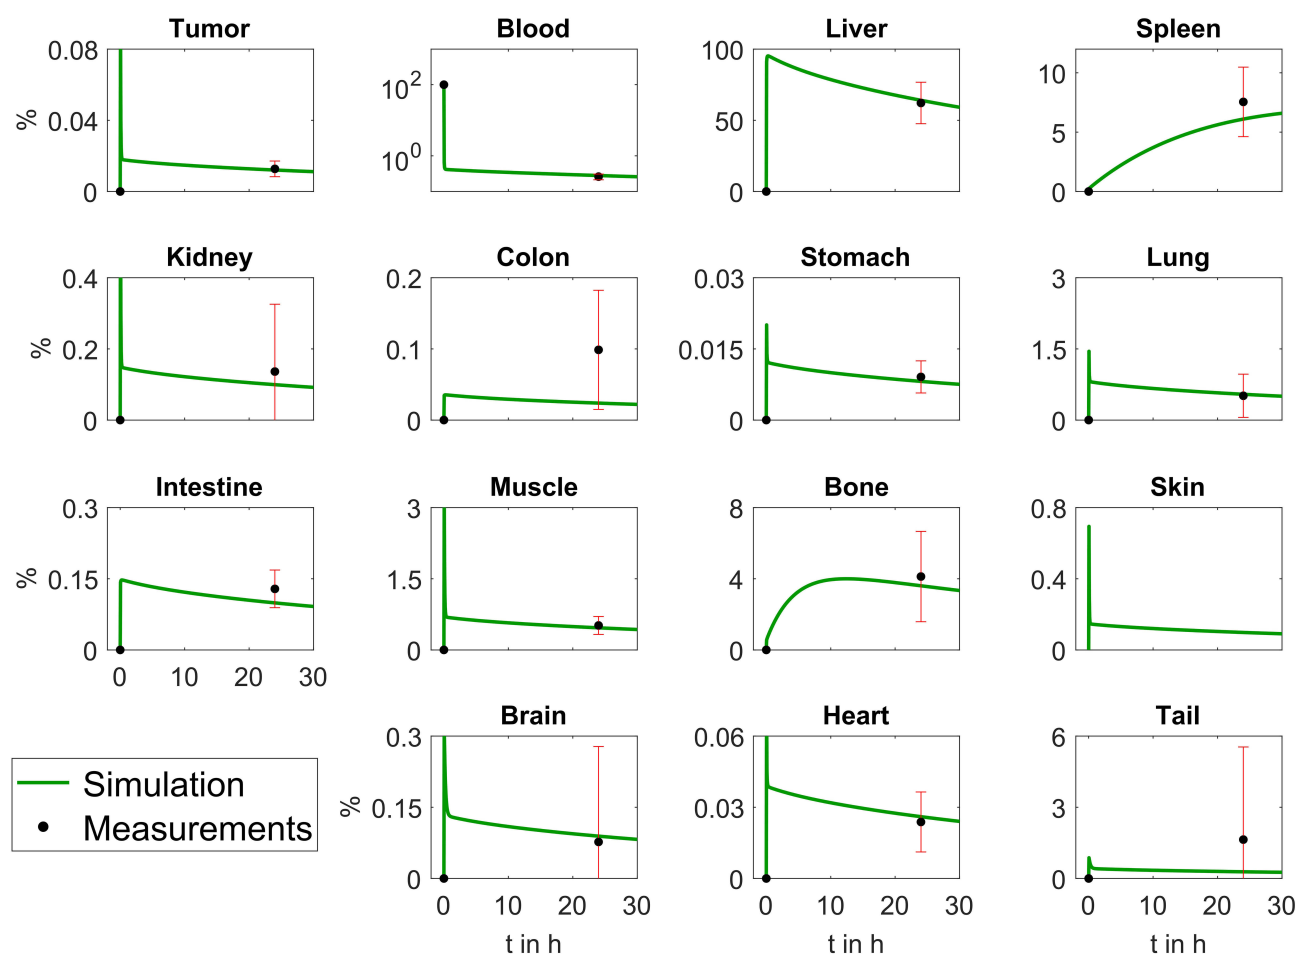 Tumor
Blood
Liver
Spleen
0.08
0.04
0
%
10^2
10^0
100
50
0
10
5
0
Kidney
Colon
Stomach
Lung
0.4
0.2
0
%
0.2
0.1
0
0.03
0.015
0
3
1.5
0
Intestine
Muscle
Bone
Skin
0.3
0.15
0
%
0 10 20 30
3
1.5
0
8
4
0
0.8
0.4
0
Brain
Heart
Tail
0.3
0.15
0
%
0 10 20 30
t in h
0.06
0.03
0
0 10 20 30
t in h
6
3
0
0 10 20 30
t in h
Simulation
Measurements